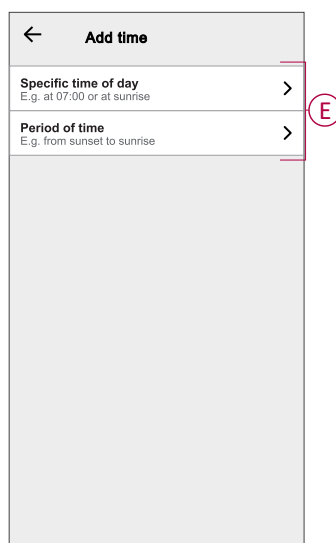 Add time
Specific time of day
E.g. at 07:00 or at sunrise
Period of time
E.g. from sunset to sunrise
E